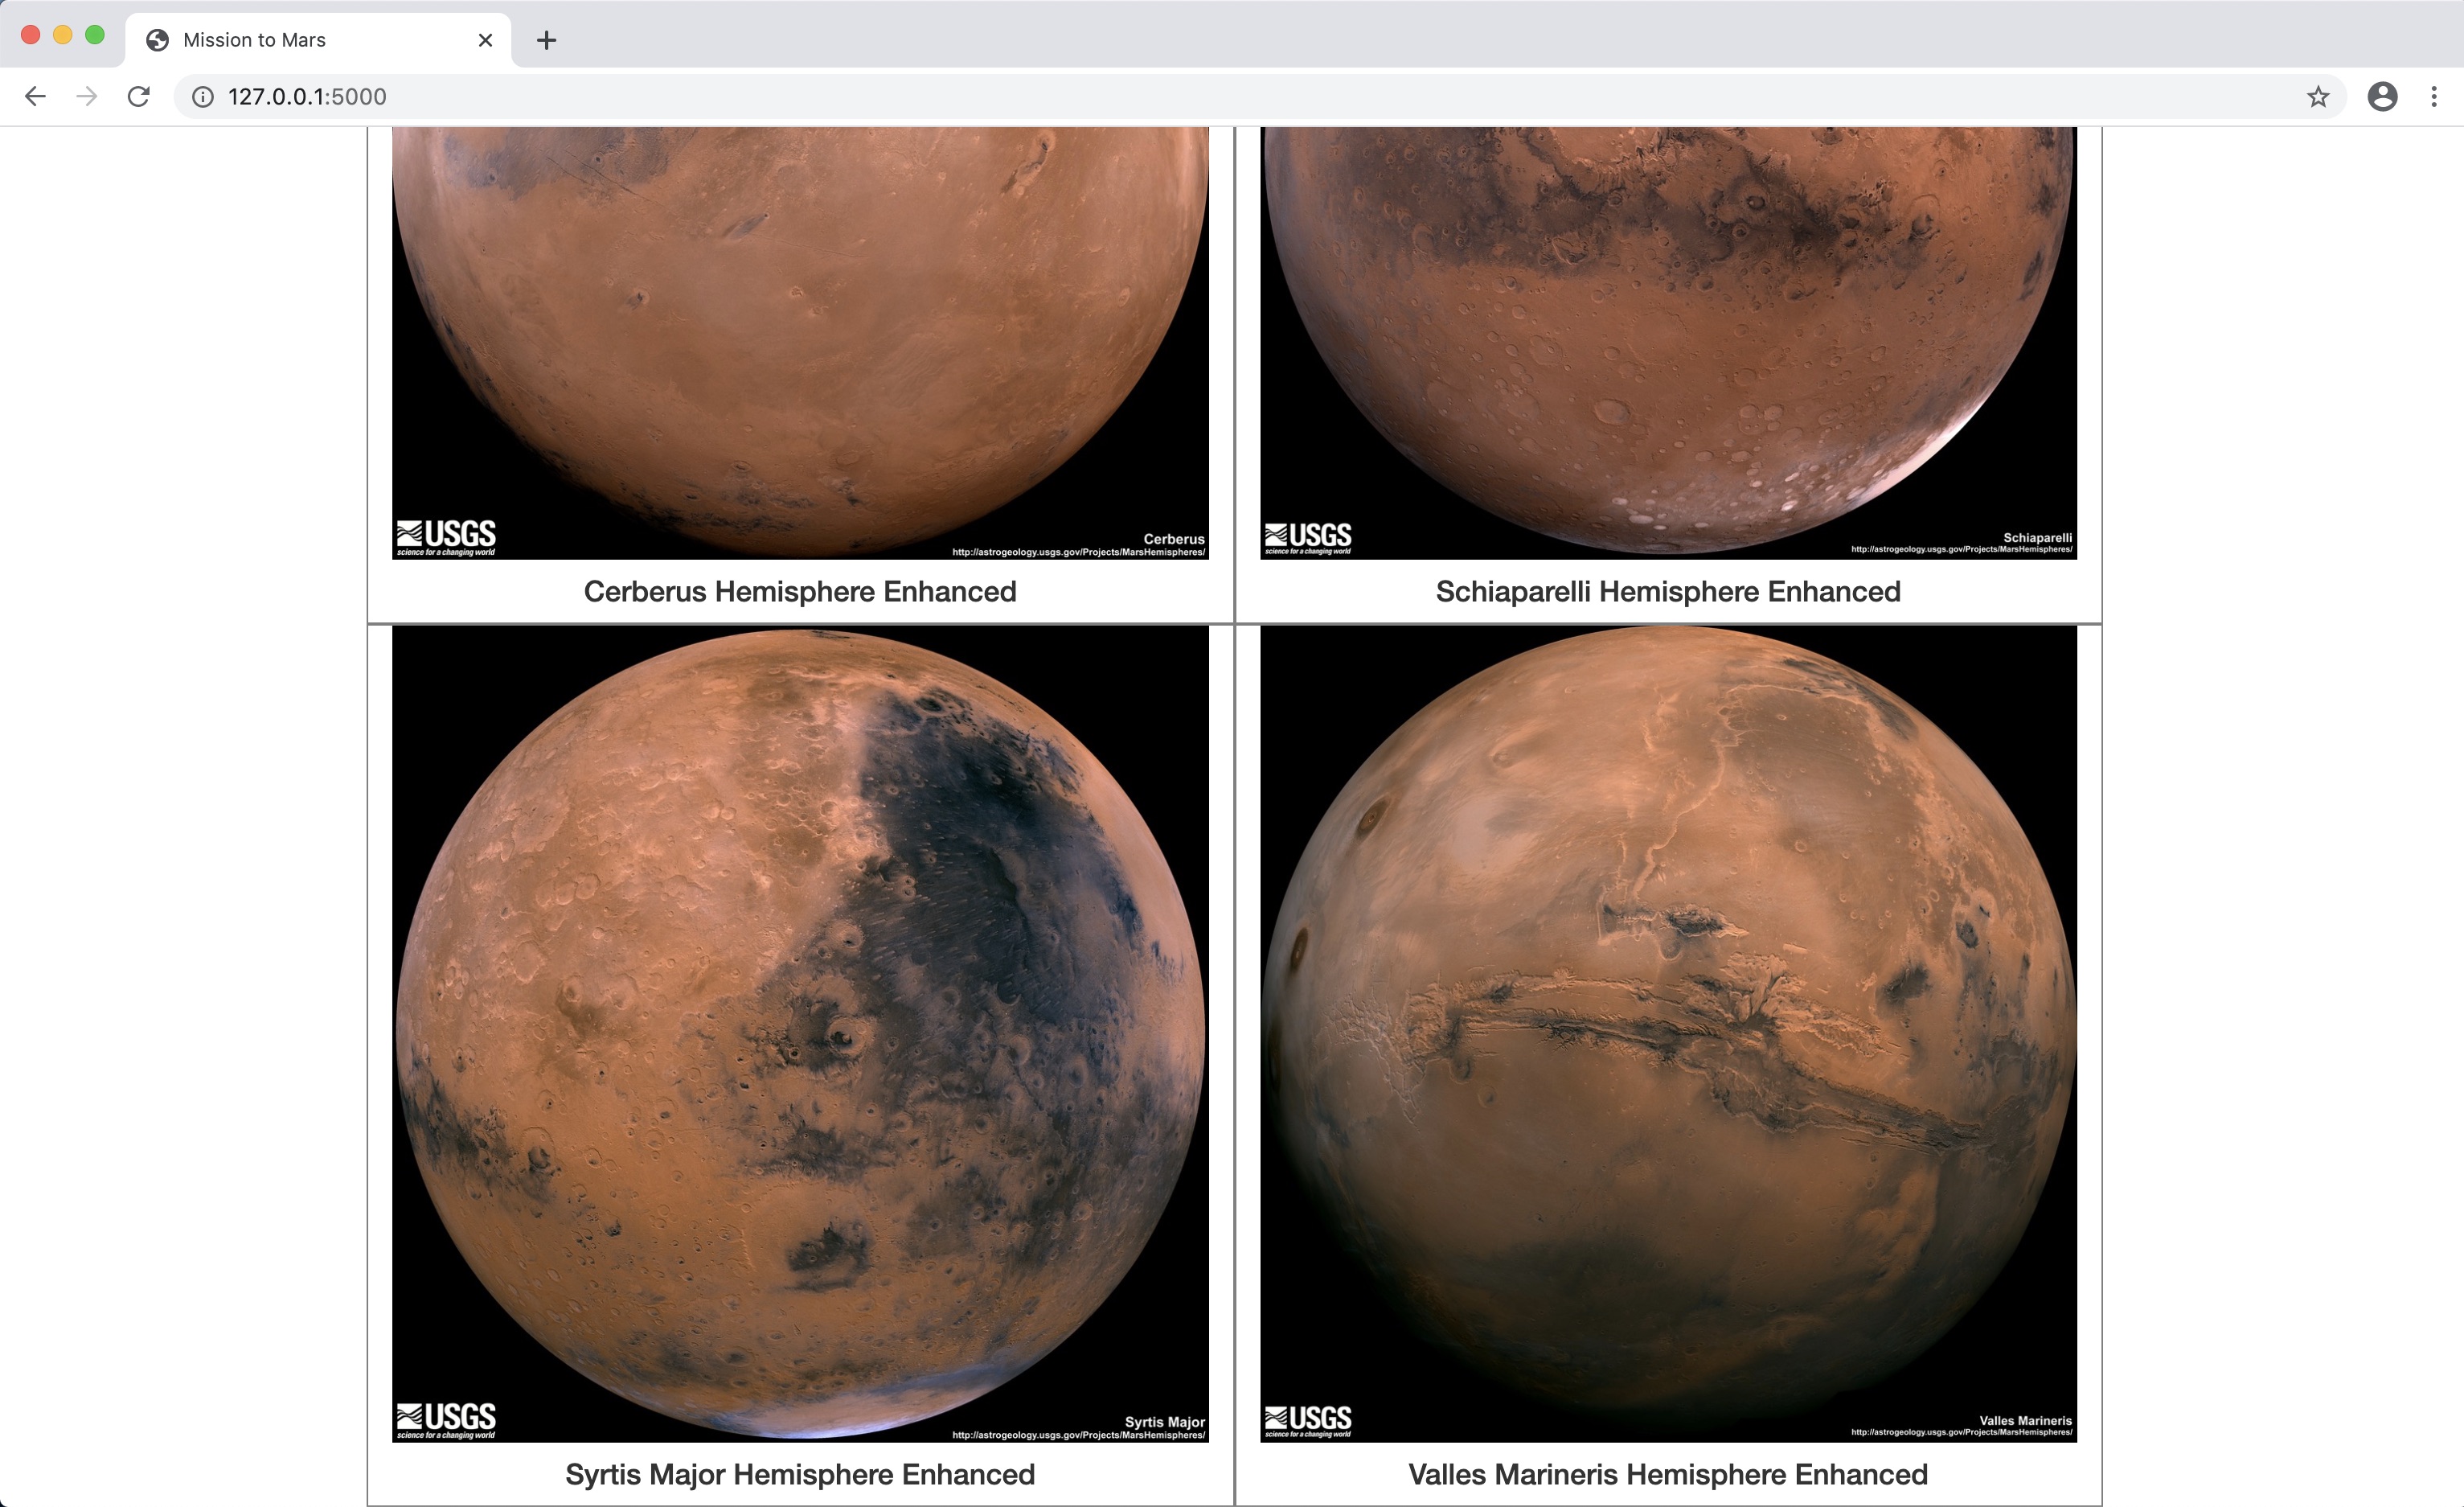 Mission to Mars
127.0.0.1:5000
USGS
science for a changing world
Cerberus
http://astrogeology.usgs.gov/Projects/MarsHemispheres/
USGS
science for a changing world
Schiaparelli
http://astrogeology.usgs.gov/Projects/MarsHemispheres/
Cerberus Hemisphere Enhanced
Schiaparelli Hemisphere Enhanced
USGS
science for a changing world
Syrtis Major
http://astrogeology.usgs.gov/Projects/MarsHemispheres/
USGS
science for a changing world
Valles Marineris
http://astrogeology.usgs.gov/Projects/MarsHemispheres/
Syrtis Major Hemisphere Enhanced
Valles Marineris Hemisphere Enhanced